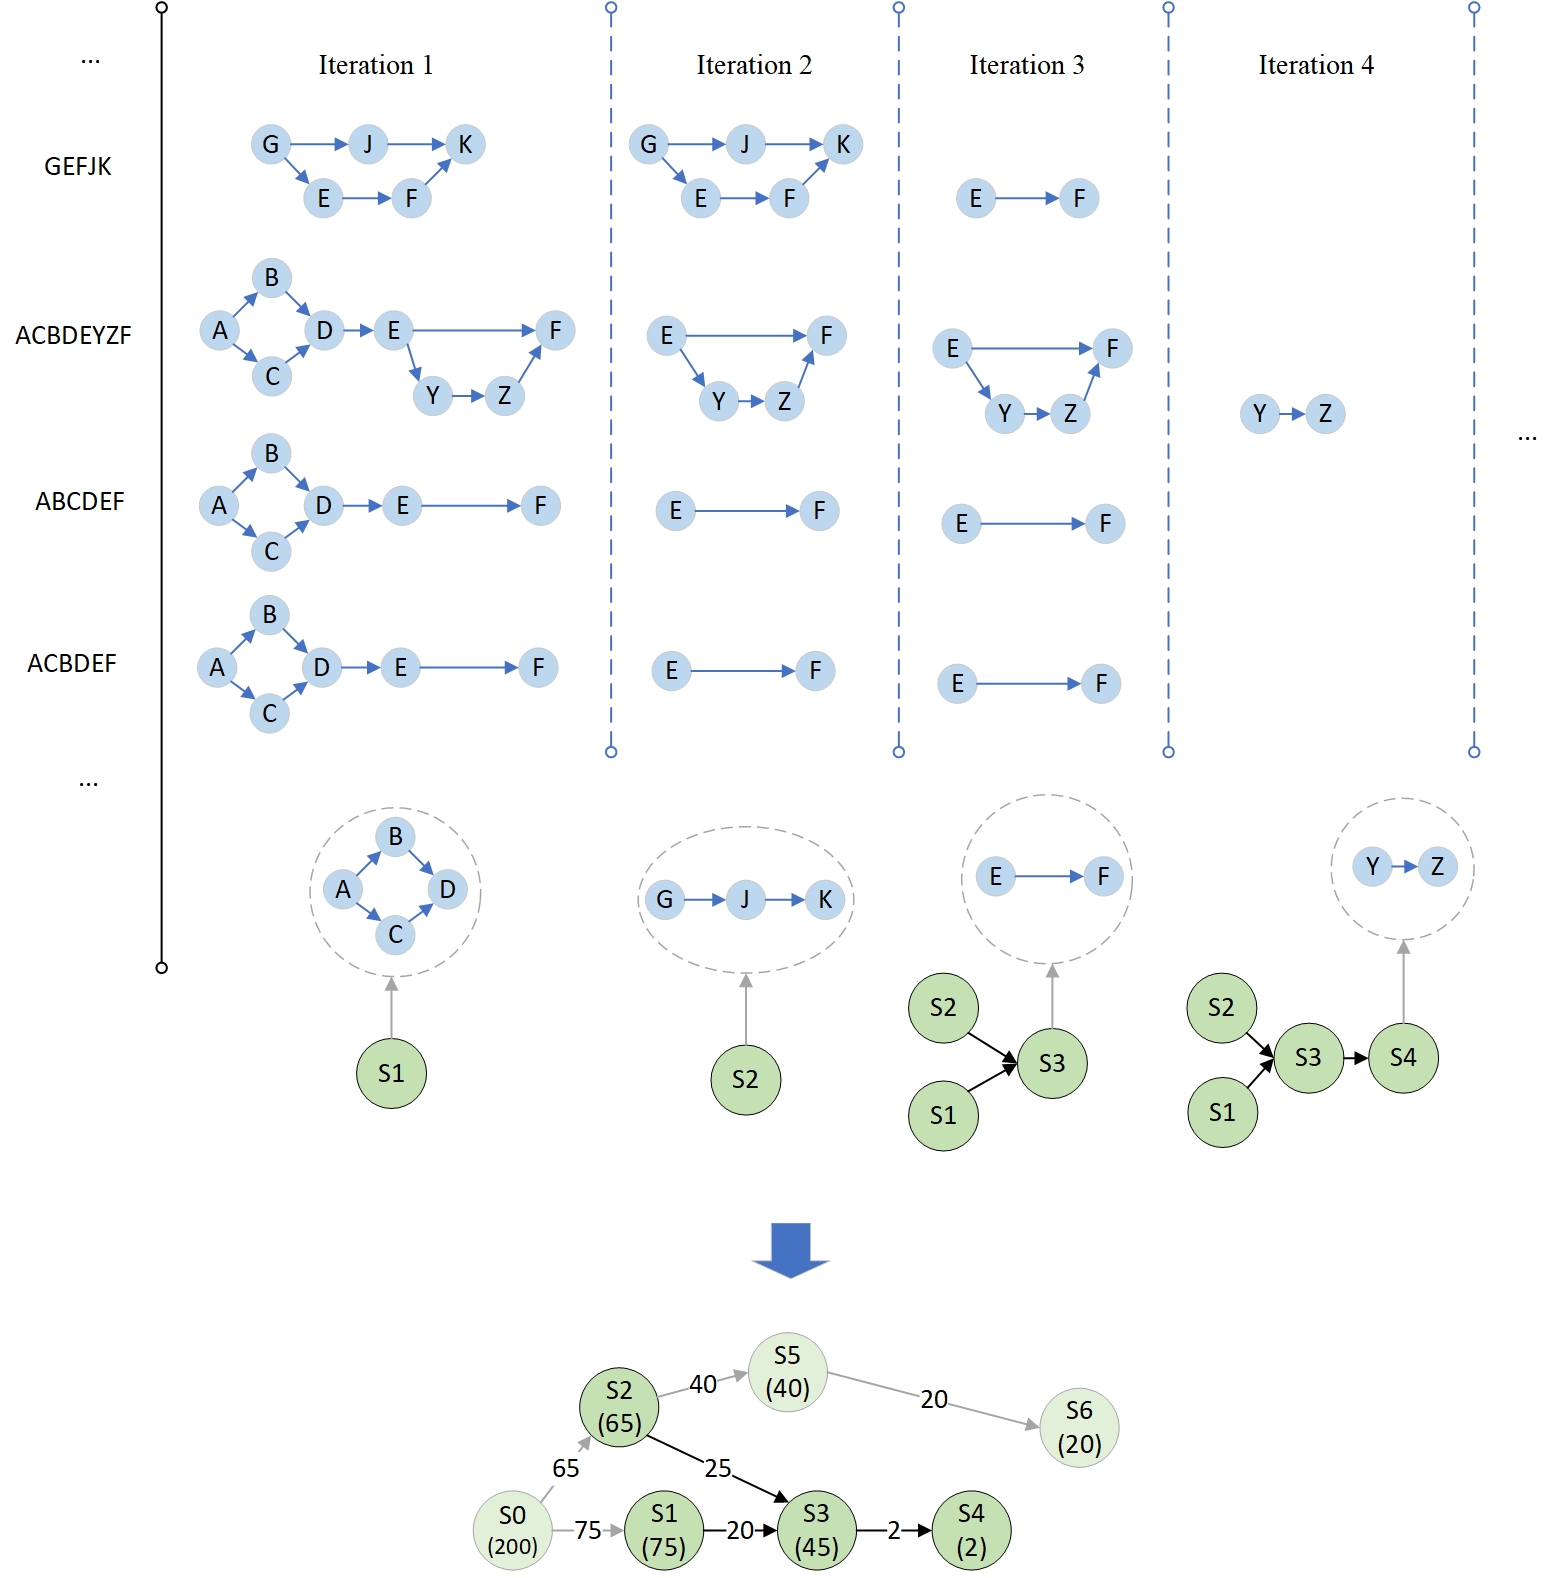 ...
Iteration 1
Iteration 2
Iteration 3
Iteration 4
GEFJK
G J K
E F
G J K
E F
E F
ACBDEYZF
B
A D E F
C
Y Z
E F
Y Z
E F
Y Z
Y Z
...
ABCDEF
B
A D E F
C
E F
E F
ACBDEF
B
A D E F
C
E F
E F
...
B
A D
C
G J K
E F
Y Z
S1
S2
S2
S3
S1
S2
S3 S4
S1
S5
(40)
S2
(65)
40
20
S6
(20)
65
25
S0
(200)
75
S1
(75)
20
S3
(45)
2
S4
(2)